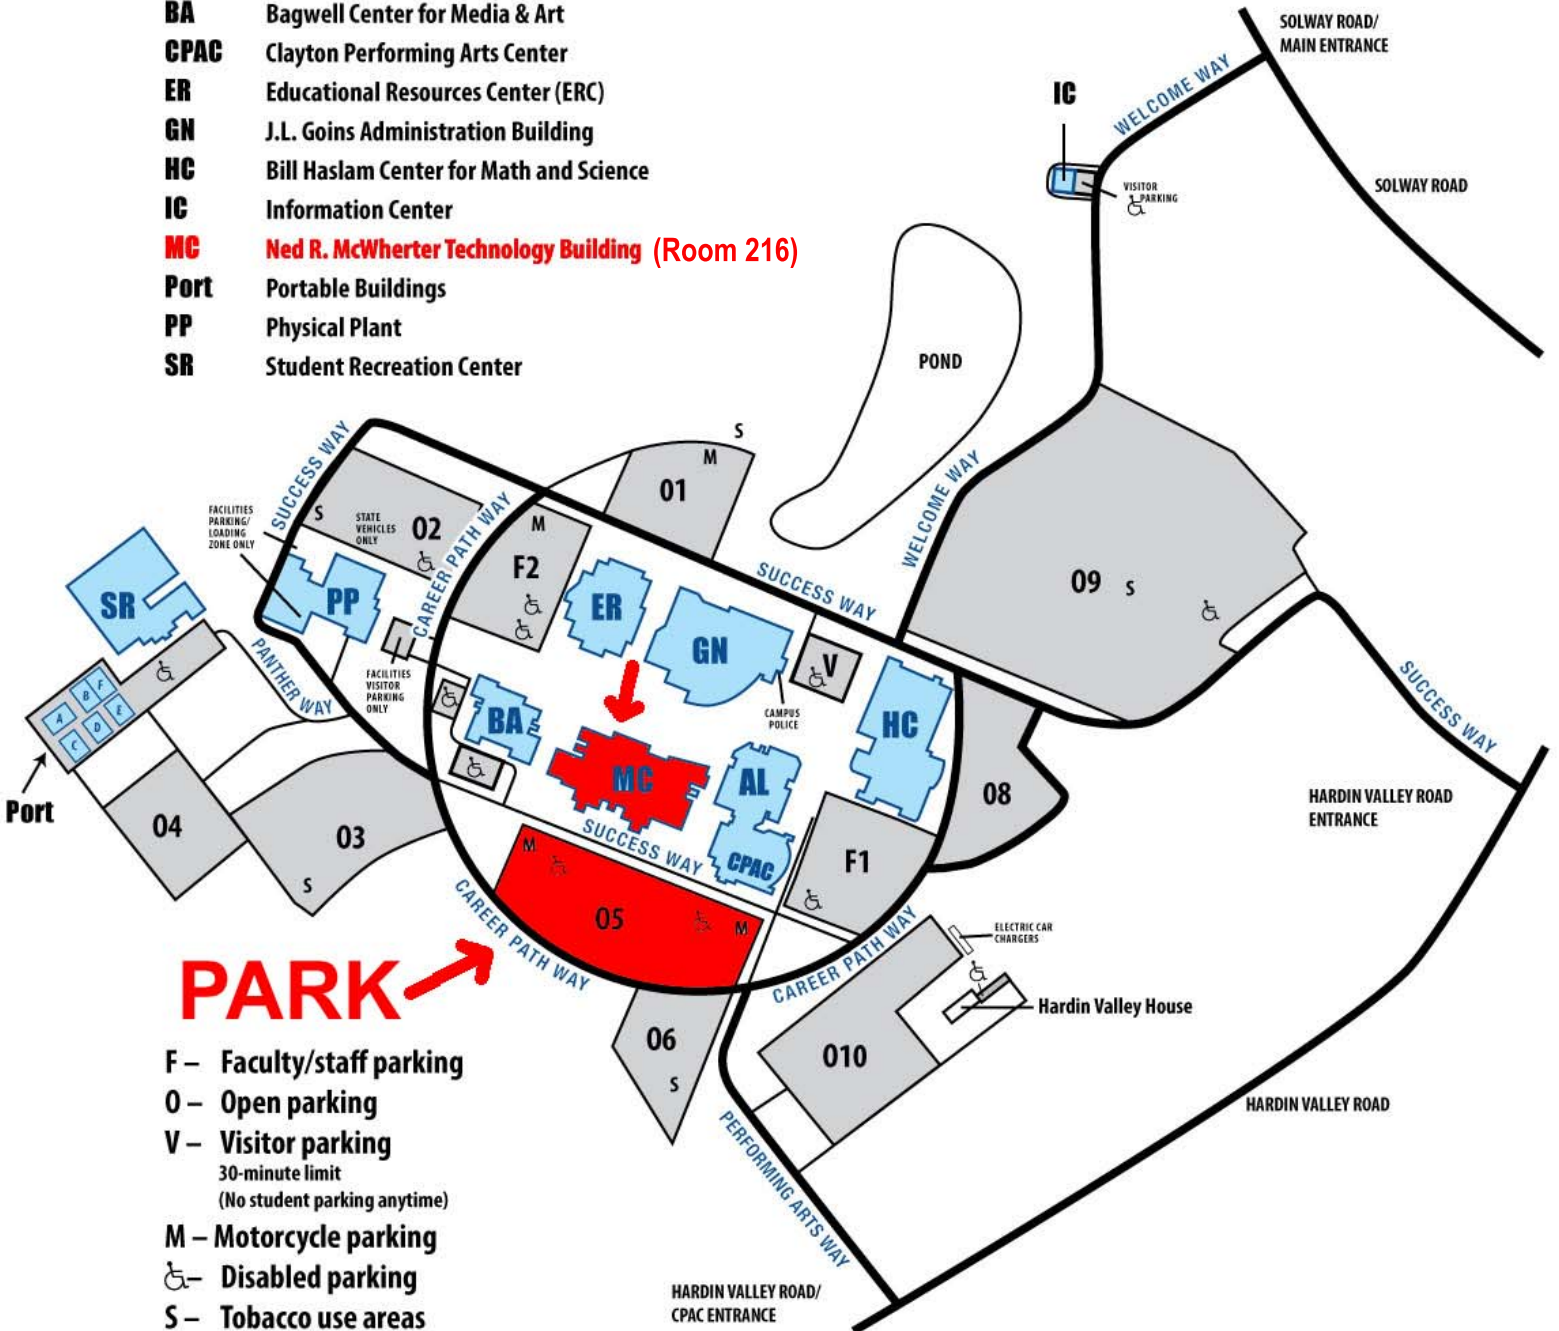 BA Bagwell Center for Media & Art
CPAC Clayton Performing Arts Center
ER Educational Resources Center (ERC)
GN J.L. Goins Administration Building
HC Bill Haslam Center for Math and Science
IC Information Center
MC Ned R. McWherter Technology Building (Room 216)
Port Portable Buildings
PP Physical Plant
SR Student Recreation Center
SOLWAY ROAD/
MAIN ENTRANCE
WELCOME WAY
IC
VISITOR
PARKING
SOLWAY ROAD
POND
WELCOME WAY
S
M
01
SUCCESS WAY
FACILITIES
PARKING/
LOADING
ZONE ONLY
S
STATE
VEHICLES
ONLY
02
CAREER PATH WAY
M
F2
SUCCESS WAY
09
S
SR
PP
ER
GN
V
CAMPUS
POLICE
HC
PANTHER WAY
FACILITIES
VISITOR
PARKING
ONLY
BA
MC
AL
CPAC
SUCCESS WAY
08
SUCCESS WAY
HARDIN VALLEY ROAD
ENTRANCE
A
B
F
C
D
E
Port
04
03
S
M
05
M
F1
CAREER PATH WAY
CAREER PATH WAY
ELECTRIC CAR
CHARGERS
Hardin Valley House
06
S
010
HARDIN VALLEY ROAD
PERFORMING ARTS WAY
HARDIN VALLEY ROAD/
CPAC ENTRANCE
PARK
F – Faculty/staff parking
O – Open parking
V – Visitor parking
30-minute limit
(No student parking anytime)
M – Motorcycle parking
– Disabled parking
S – Tobacco use areas